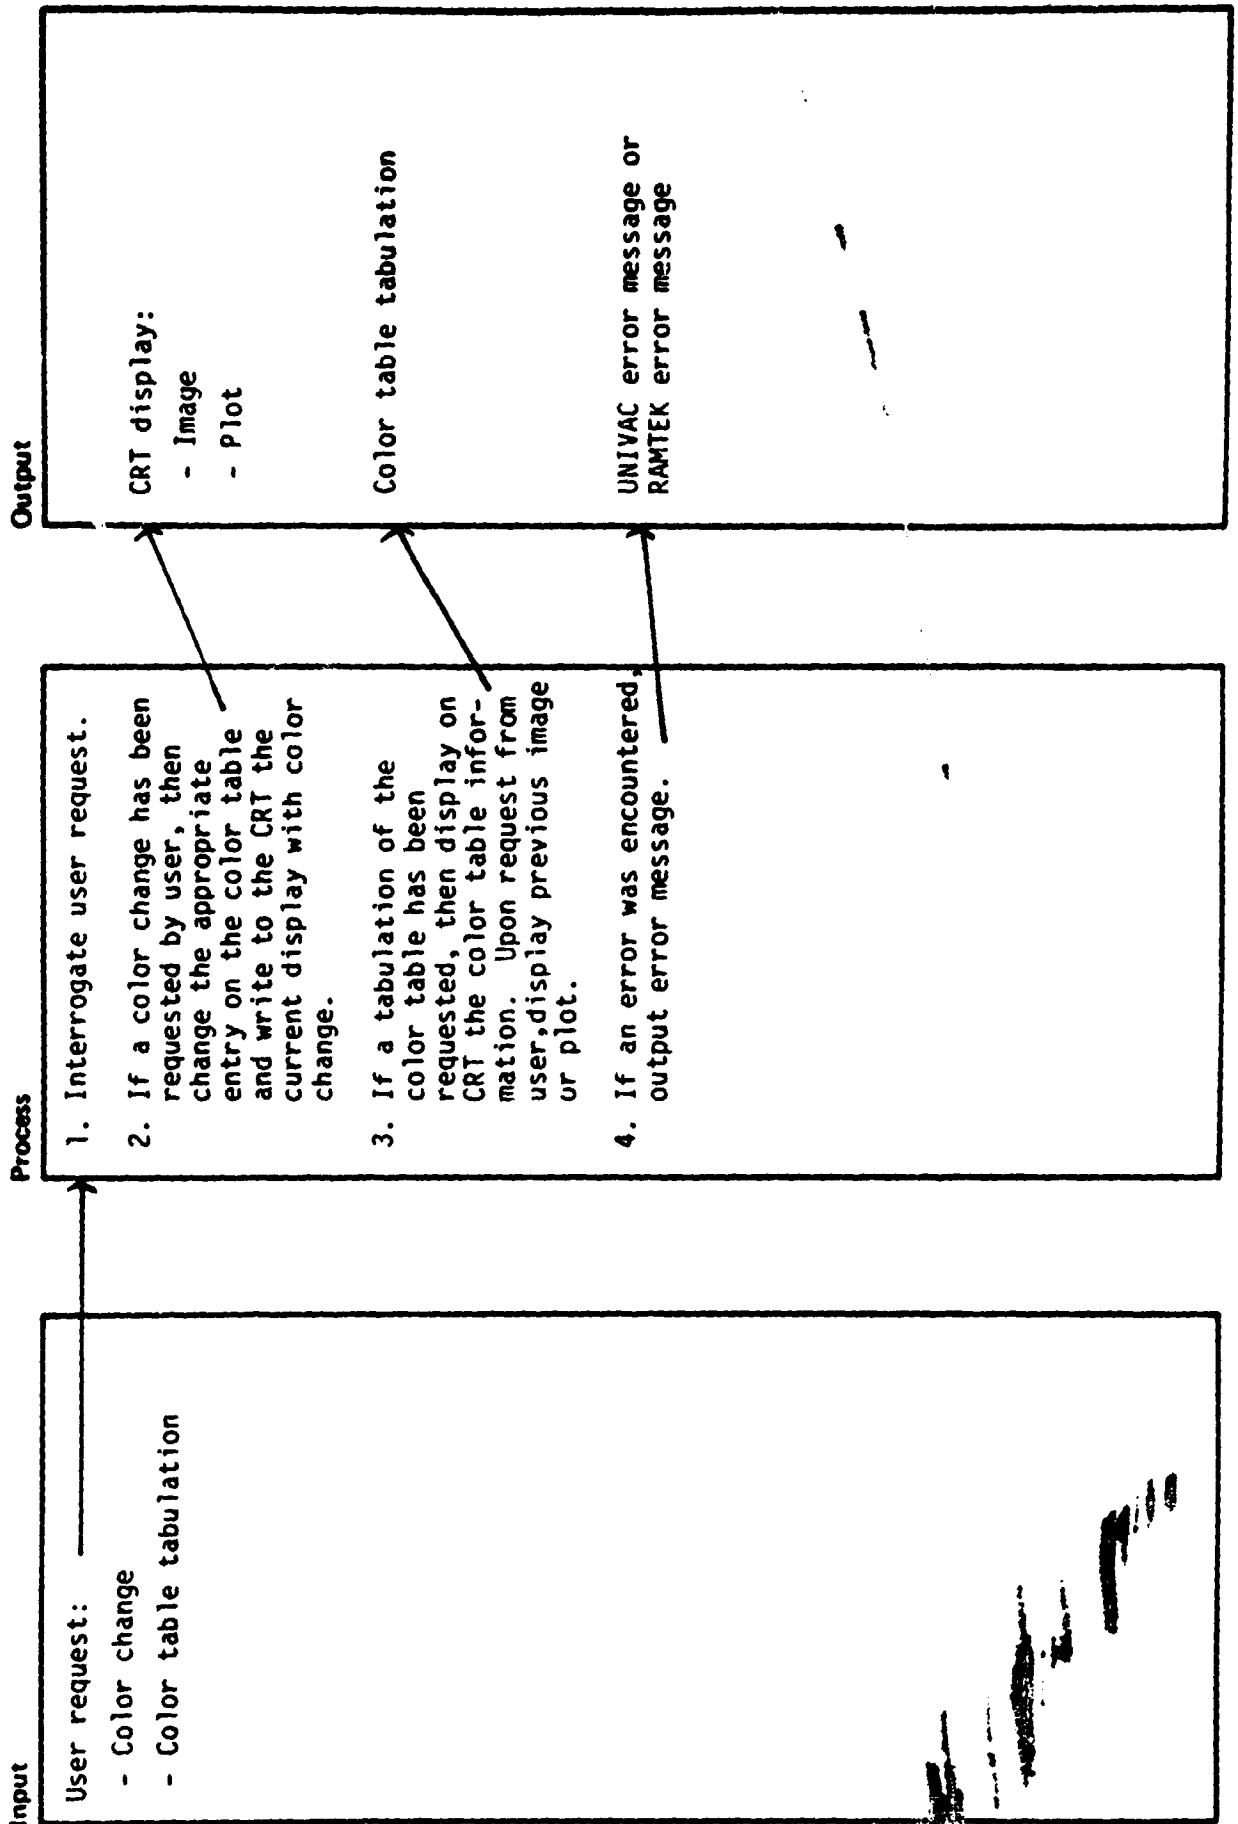 Input
User request:
- Color change
- Color table tabulation
Process
1. Interrogate user request.
2. If a color change has been
requested by user, then
change the appropriate
entry on the color table
and write to the CRT the
current display with color
change.
3. If a tabulation of the
color table has been
requested, then display on
CRT the color table infor-
mation. Upon request from
user,display previous image
or plot.
4. If an error was encountered,
output error message.
Output
CRT display:
- Image
- Plot
Color table tabulation
UNIVAC error message or
RAMTEK error message